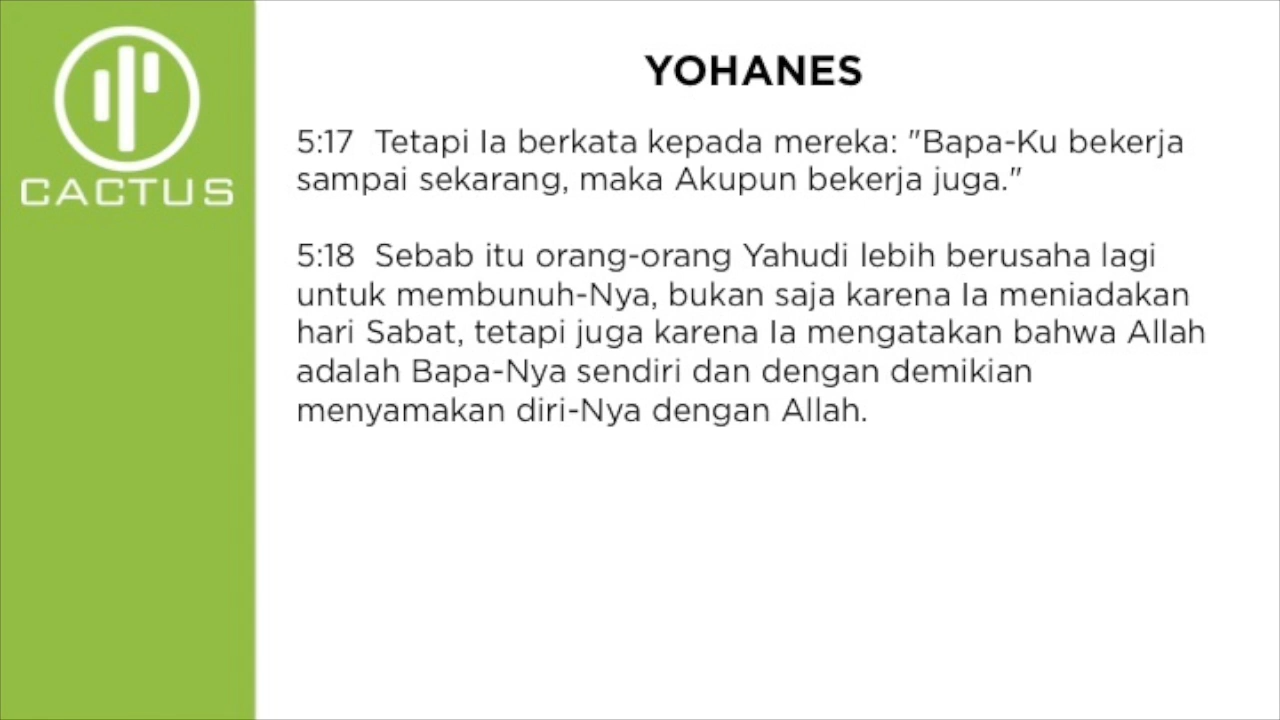 CACTUS
YOHANES
5:17 Tetapi Ia berkata kepada mereka: "Bapa-Ku bekerja
sampai sekarang, maka Akupun bekerja juga."
5:18 Sebab itu orang-orang Yahudi lebih berusaha lagi
untuk membunuh-Nya, bukan saja karena Ia meniadakan
hari Sabat, tetapi juga karena Ia mengatakan bahwa Allah
adalah Bapa-Nya sendiri dan dengan demikian
menyamakan diri-Nya dengan Allah.